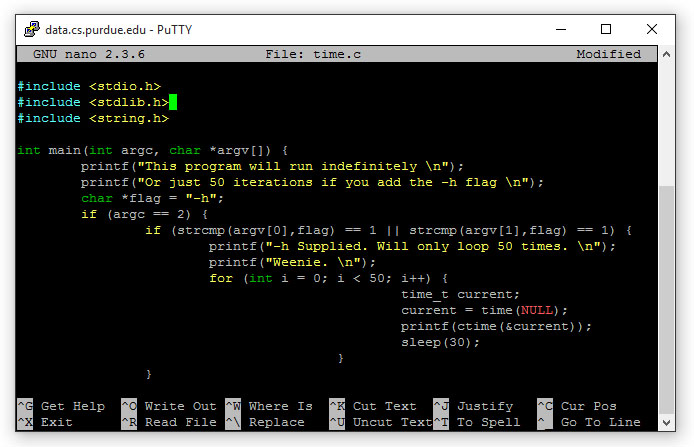 data.cs.purdue.edu - PuTTY
GNU nano 2.3.6 File: time.c Modified
#include <stdio.h>
#include <stdlib.h>
#include <string.h>
int main(int argc, char *argv[]) {
printf("This program will run indefinitely \n");
printf("Or just 50 iterations if you add the -h flag \n");
char *flag = "-h";
if (argc == 2) {
if (strcmp(argv[0],flag) == 1 || strcmp(argv[1],flag) == 1) {
printf("-h Supplied. Will only loop 50 times. \n");
printf("Weenie. \n");
for (int i = 0; i < 50; i++) {
time_t current;
current = time(NULL);
printf(ctime(&current));
sleep(30);
}
}
^G Get Help ^O Write Out ^W Where Is ^K Cut Text ^J Justify ^C Cur Pos
^X Exit ^R Read File ^\ Replace ^U Uncut Text ^T To Spell ^_ Go To Line